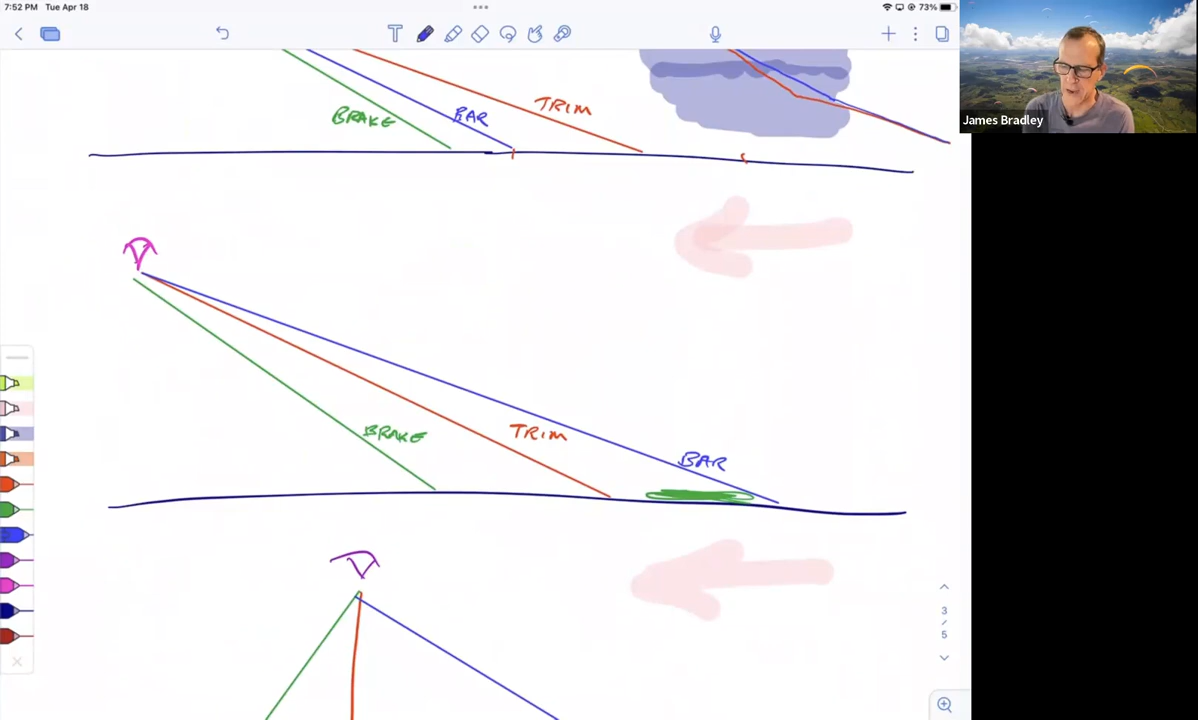 7:52 PM Tue Apr 18
73%
James Bradley
TRIM
BRAKE
BAR
BRAKE
TRIM
BAR
3
/
5